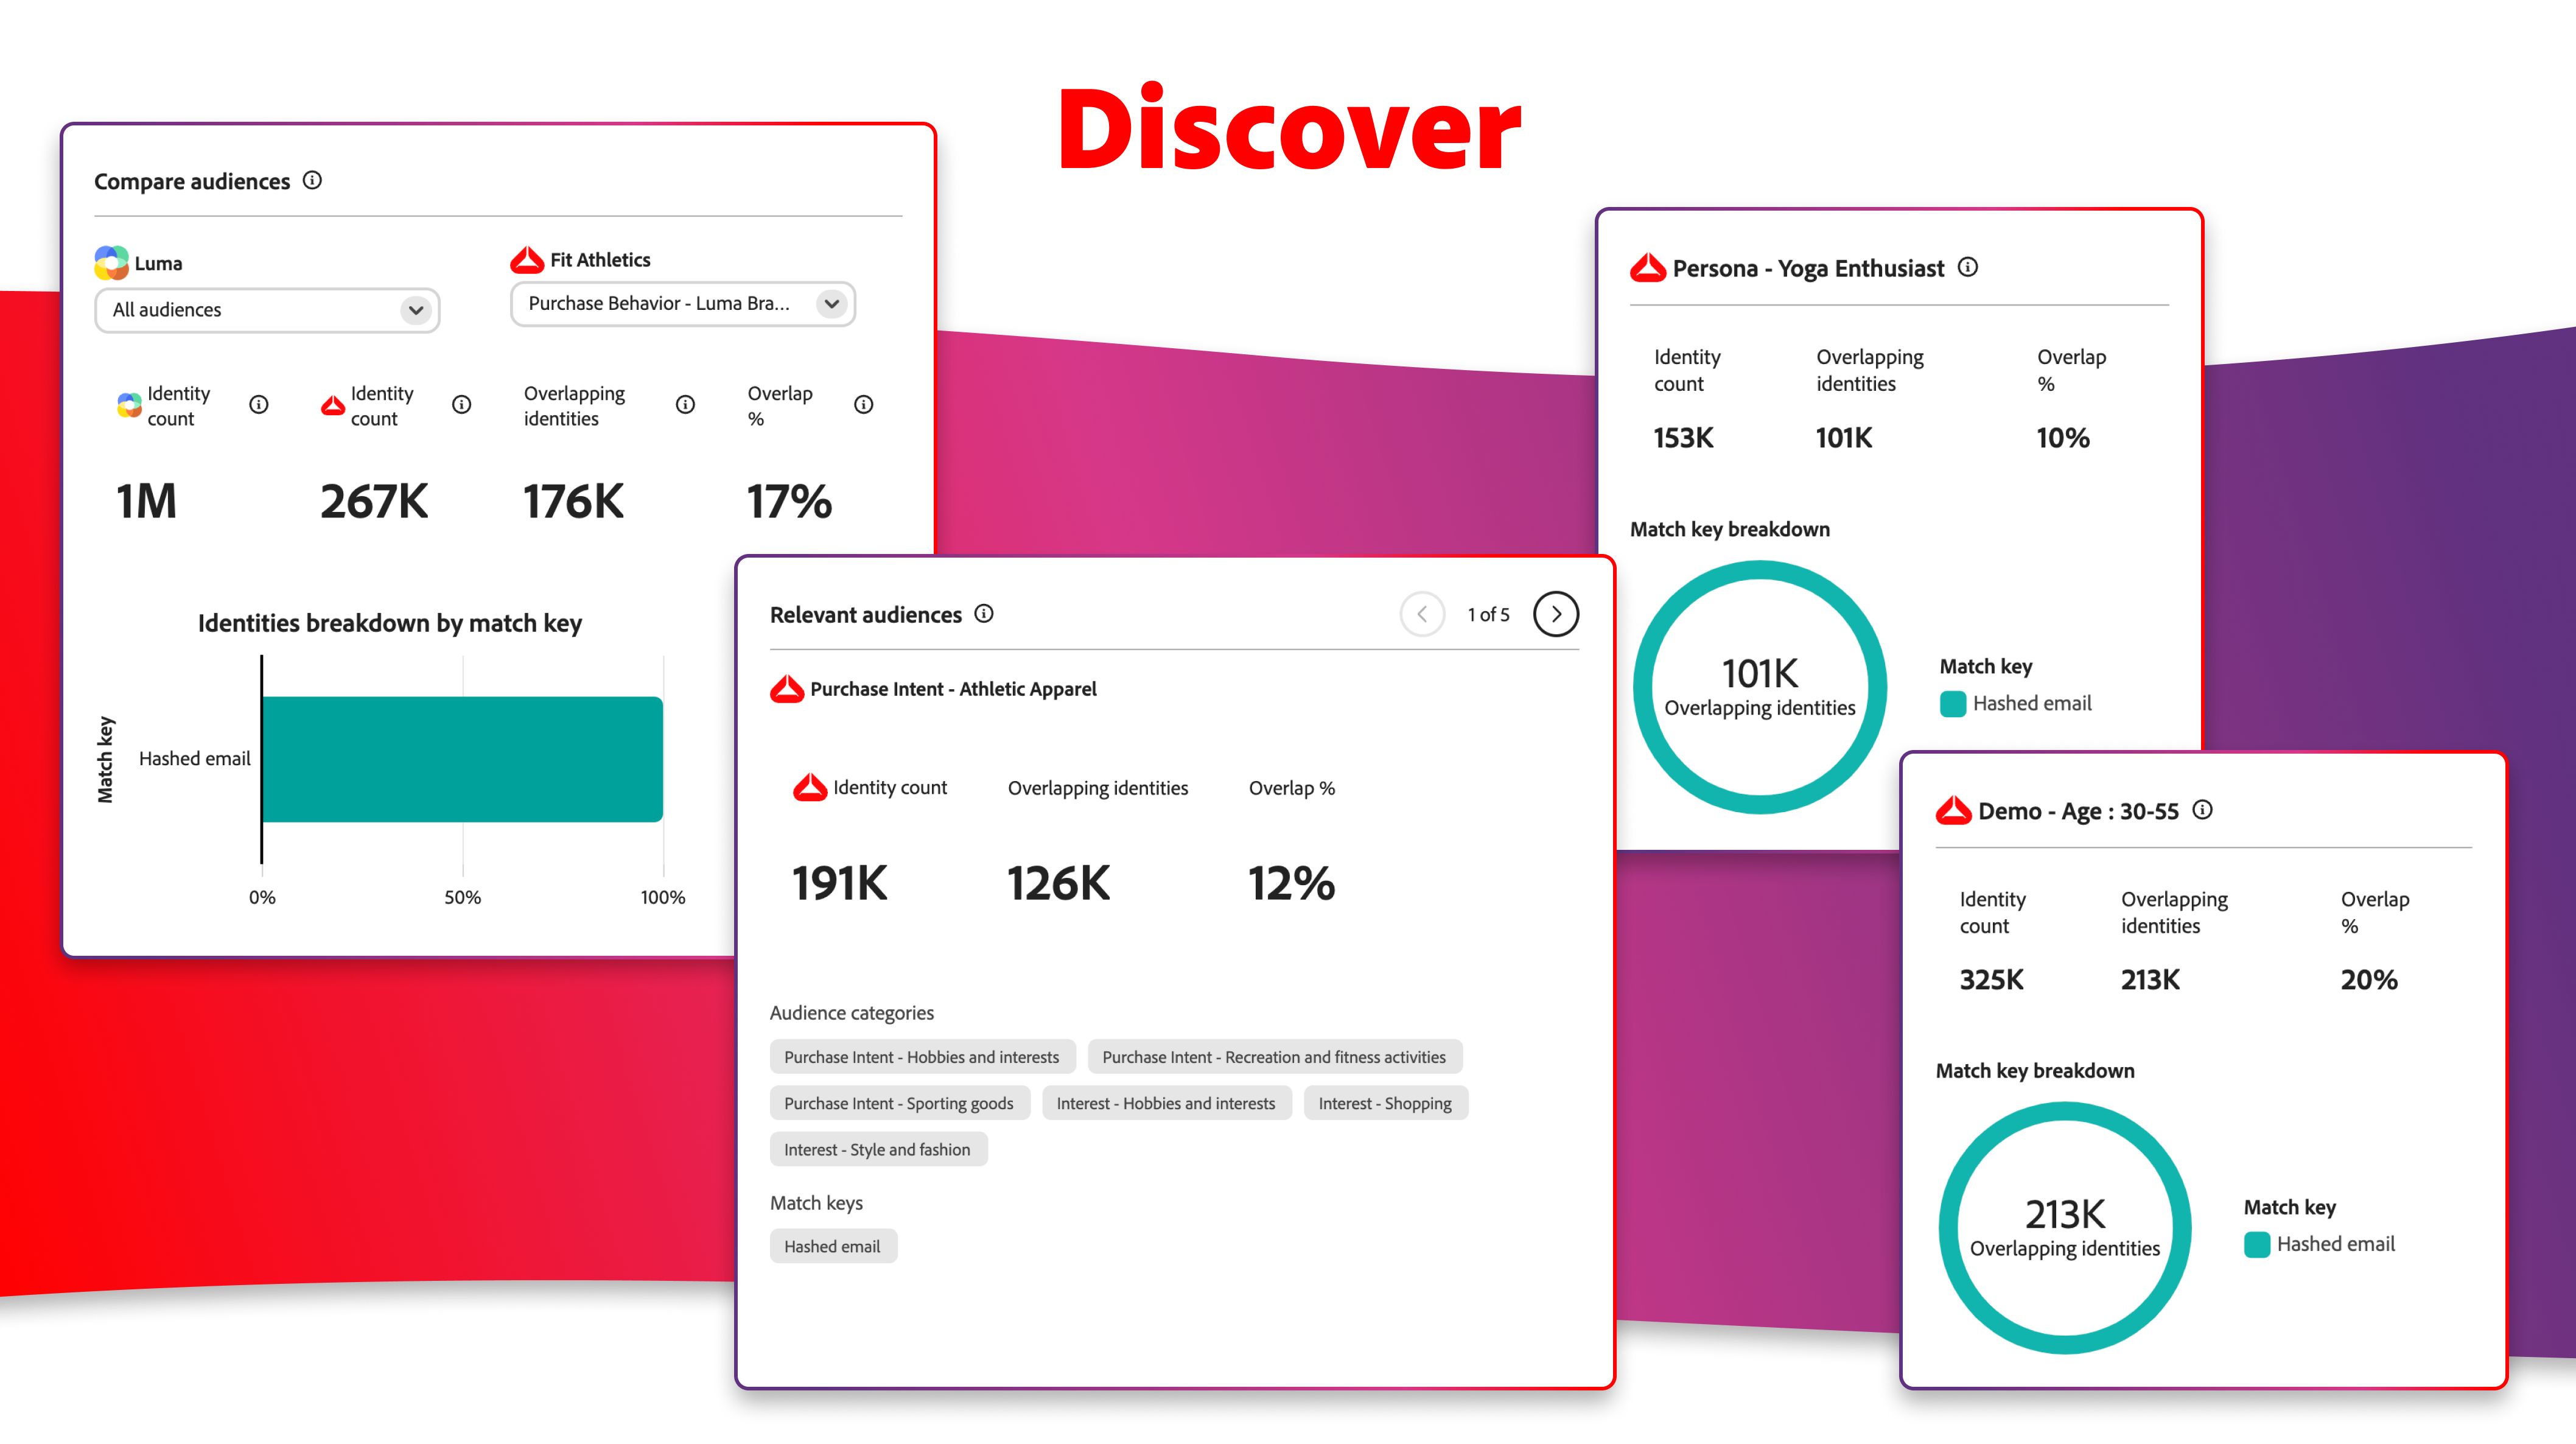 Discover
Compare audiences
Luma
Fit Athletics
All audiences
Purchase Behavior - Luma Bra...
Identity count
Identity count
Overlapping identities
Overlap %
1M
267K
176K
17%
Identities breakdown by match key
Match key
Hashed email
0%
50%
100%
Relevant audiences
1 of 5
Purchase Intent - Athletic Apparel
Identity count
Overlapping identities
Overlap %
191K
126K
12%
Audience categories
Purchase Intent - Hobbies and interests
Purchase Intent - Recreation and fitness activities
Purchase Intent - Sporting goods
Interest - Hobbies and interests
Interest - Shopping
Interest - Style and fashion
Match keys
Hashed email
Persona - Yoga Enthusiast
Identity count
Overlapping identities
Overlap %
153K
101K
10%
Match key breakdown
101K
Overlapping identities
Match key
Hashed email
Demo - Age : 30-55
Identity count
Overlapping identities
Overlap %
325K
213K
20%
Match key breakdown
213K
Overlapping identities
Match key
Hashed email